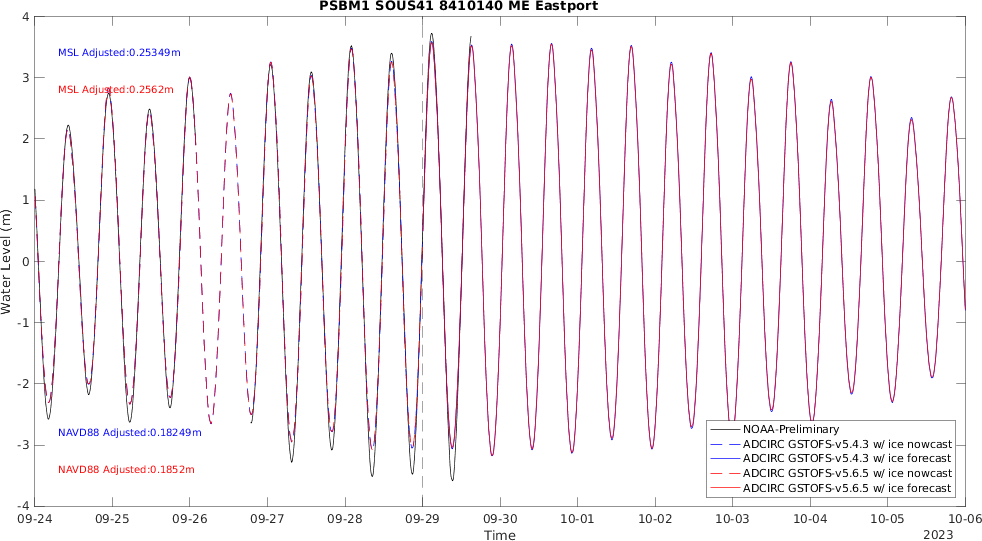 PSBM1 SOUS41 8410140 ME Eastport
4
3
2
1
0
-1
-2
-3
-4
Water Level (m)
MSL Adjusted:0.25349m
MSL Adjusted:0.2562m
NAVD88 Adjusted:0.18249m
NAVD88 Adjusted:0.1852m
NOAA-Preliminary
ADCIRC GSTOFS-v5.4.3 w/ ice nowcast
ADCIRC GSTOFS-v5.4.3 w/ ice forecast
ADCIRC GSTOFS-v5.6.5 w/ ice nowcast
ADCIRC GSTOFS-v5.6.5 w/ ice forecast
09-24 09-25 09-26 09-27 09-28 09-29 09-30 10-01 10-02 10-03 10-04 10-05 10-06
Time
2023